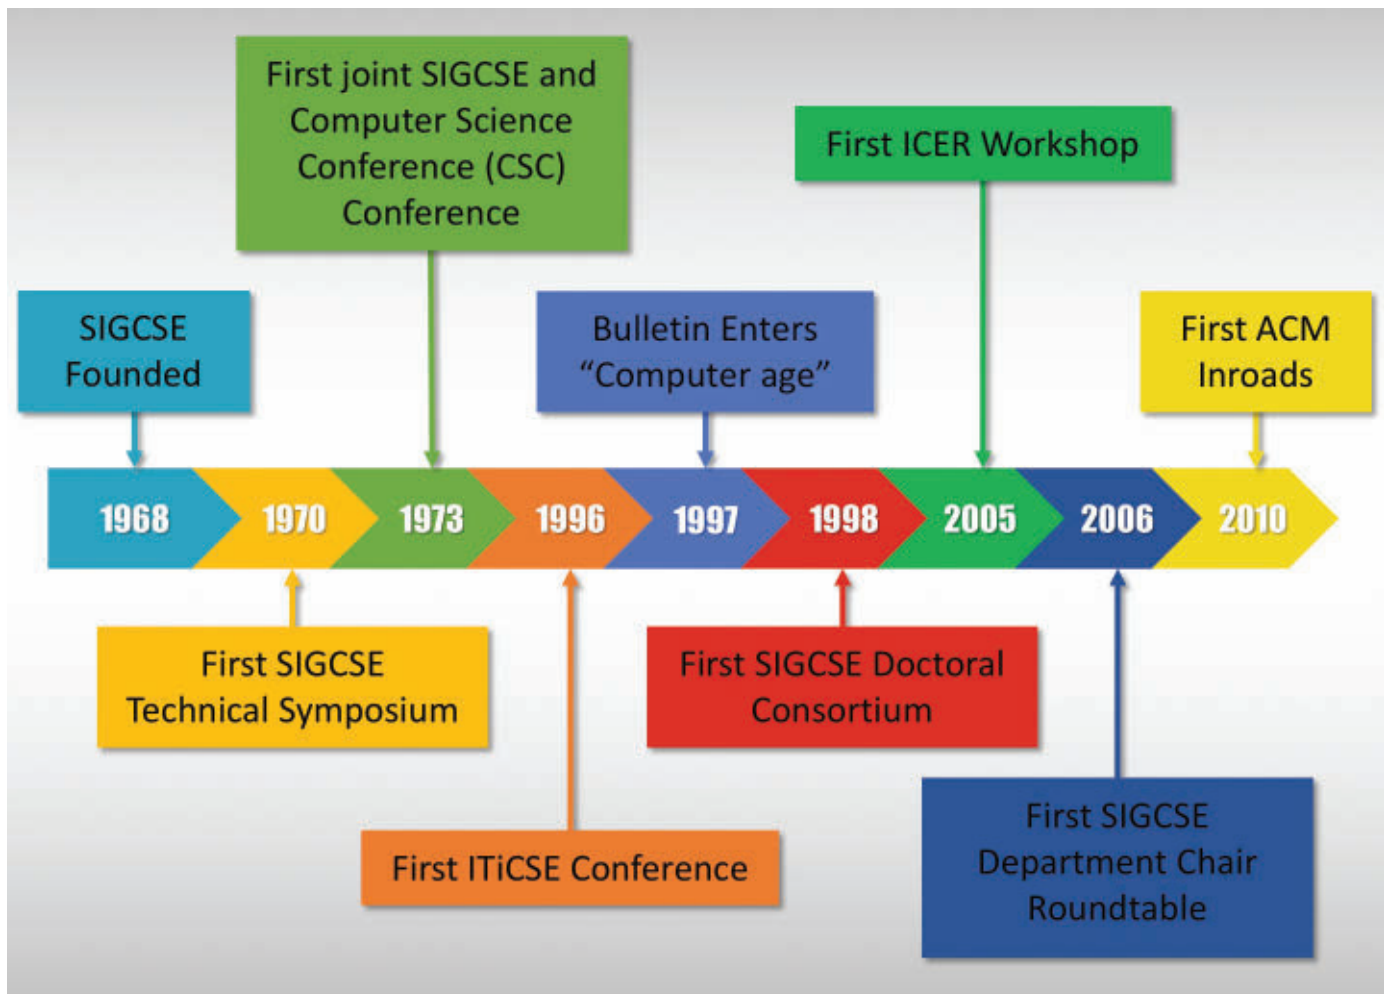 First joint SIGCSE and
Computer Science
Conference (CSC)
Conference
First ICER Workshop
SIGCSE
Founded
Bulletin Enters
“Computer age”
First ACM
Inroads
1968
1970
1973
1996
1997
1998
2005
2006
2010
First SIGCSE
Technical Symposium
First SIGCSE Doctoral
Consortium
First ITiCSE Conference
First SIGCSE
Department Chair
Roundtable